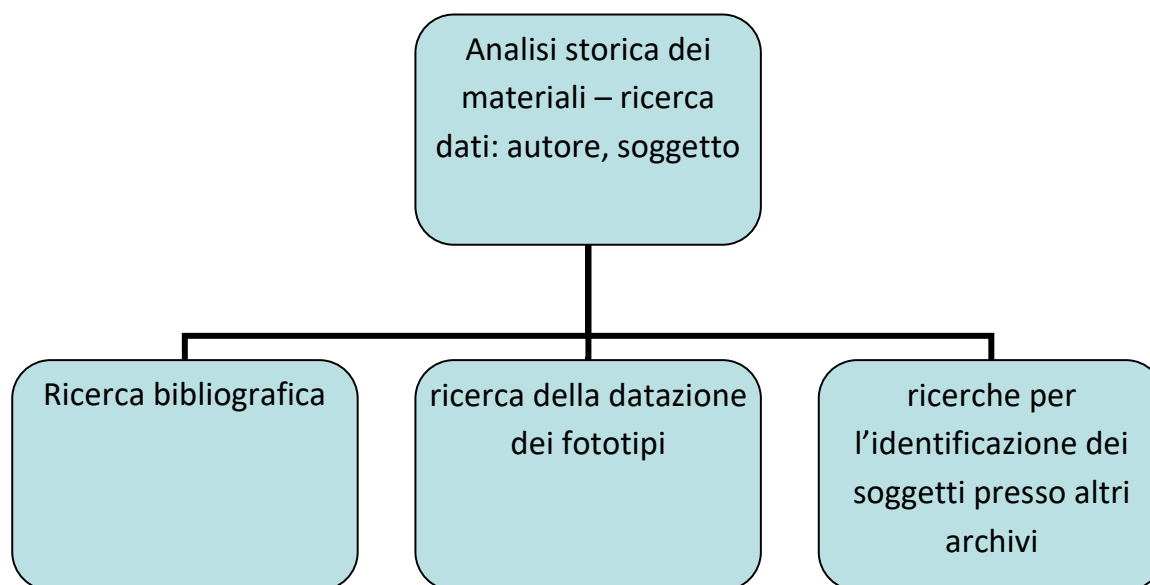 Analisi storica dei
materiali – ricerca
dati: autore, soggetto
Ricerca bibliografica
ricerca della datazione
dei fototipi
ricerche per
l’identificazione dei
soggetti presso altri
archivi